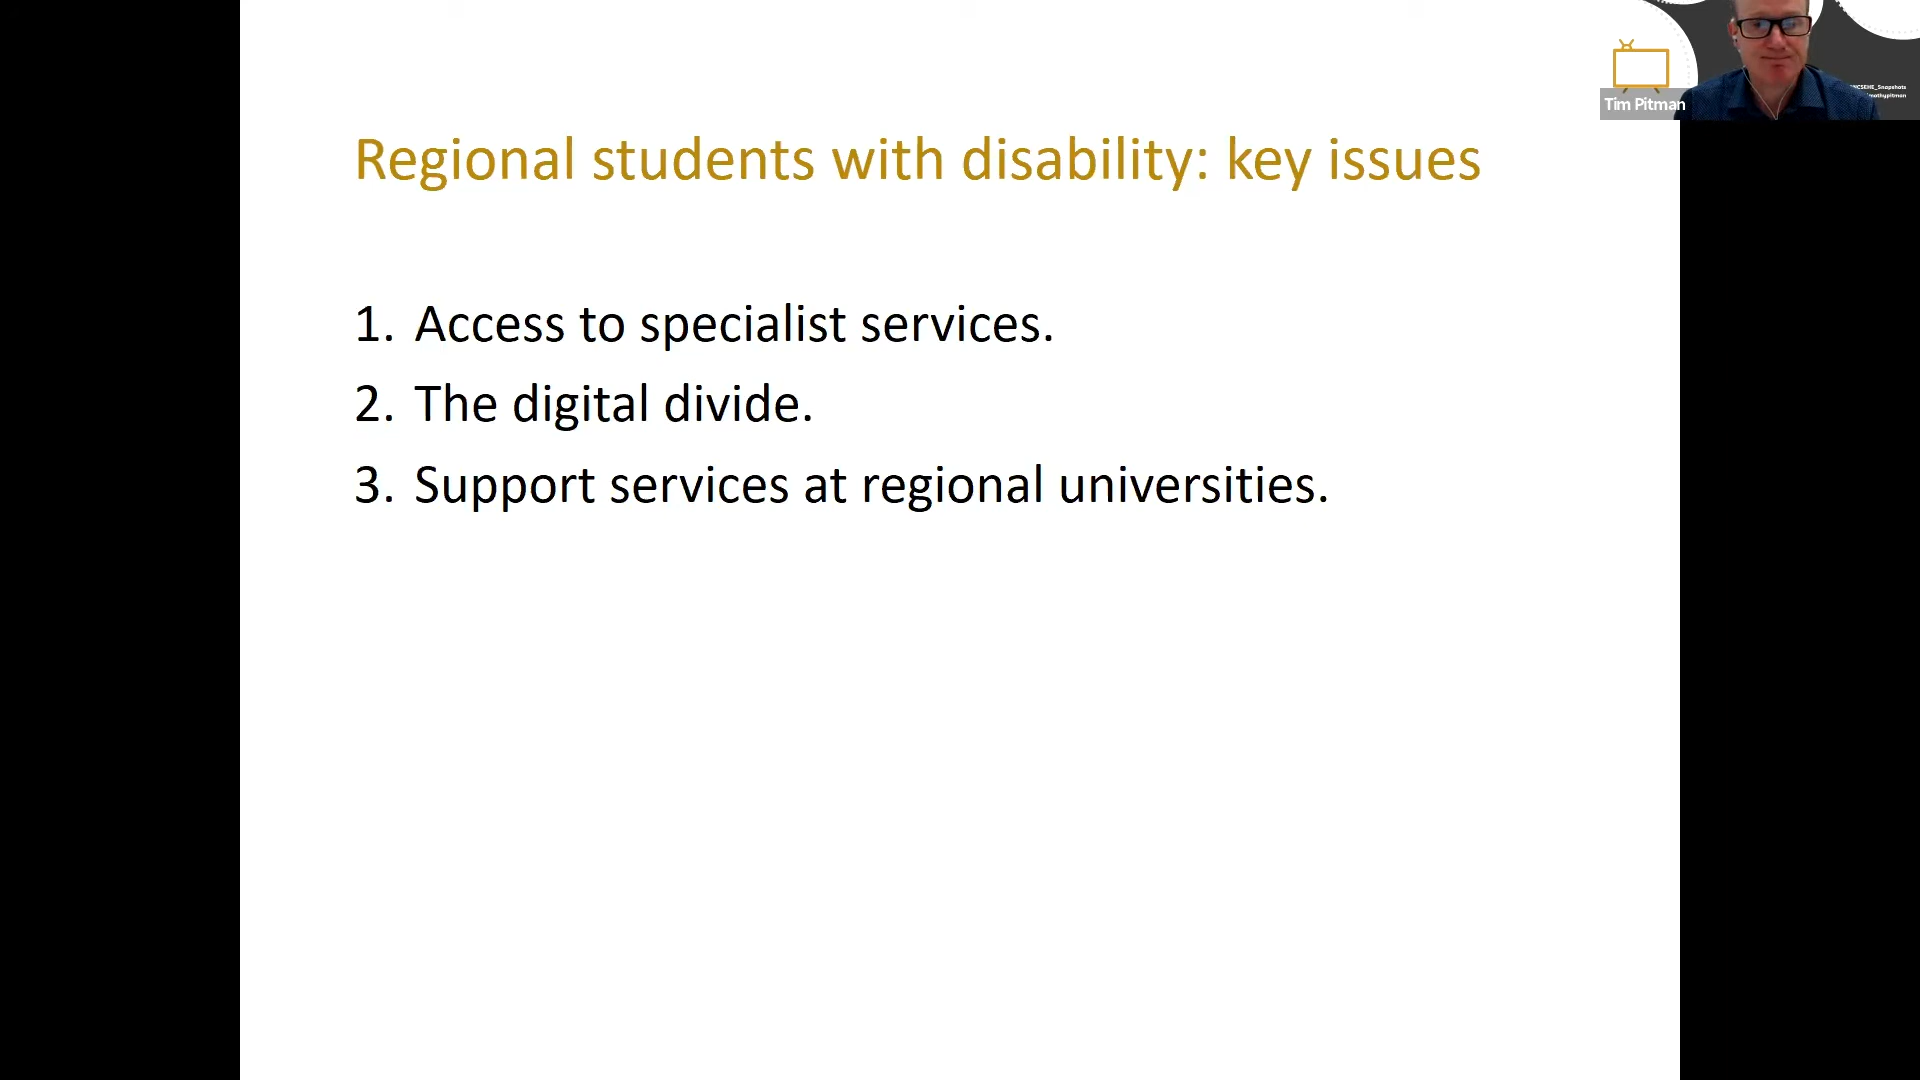 Tim Pitman
Regional students with disability: key issues
1. Access to specialist services.
2. The digital divide.
3. Support services at regional universities.